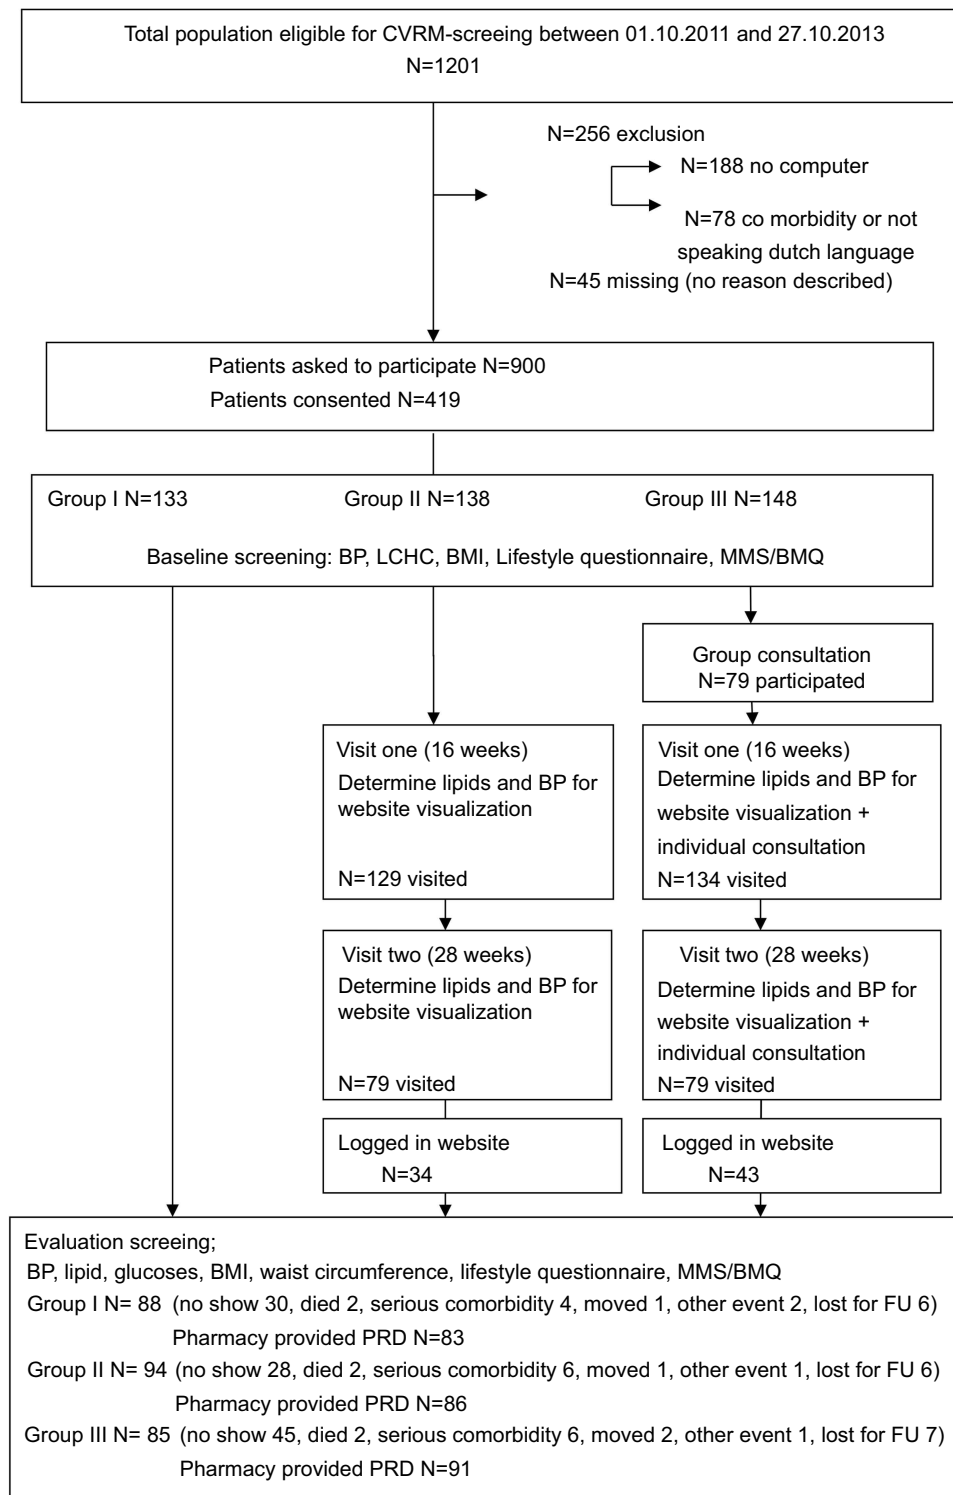 Total population eligible for CVRM-screeing between 01.10.2011 and 27.10.2013
N=1201
N=256 exclusion
N=188 no computer
N=78 co morbidity or not
speaking dutch language
N=45 missing (no reason described)
Patients asked to participate N=900
Patients consented N=419
Group I N=133
Group II N=138
Group III N=148
Baseline screening: BP, LCHC, BMI, Lifestyle questionnaire, MMS/BMQ
Group consultation
N=79 participated
Visit one (16 weeks)
Determine lipids and BP for
website visualization
N=129 visited
Visit one (16 weeks)
Determine lipids and BP for
website visualization +
individual consultation
N=134 visited
Visit two (28 weeks)
Determine lipids and BP for
website visualization
N=79 visited
Visit two (28 weeks)
Determine lipids and BP for
website visualization +
individual consultation
N=79 visited
Logged in website
N=34
Logged in website
N=43
Evaluation screeing;
BP, lipid, glucoses, BMI, waist circumference, lifestyle questionnaire, MMS/BMQ
Group I N= 88 (no show 30, died 2, serious comorbidity 4, moved 1, other event 2, lost for FU 6)
Pharmacy provided PRD N=83
Group II N= 94 (no show 28, died 2, serious comorbidity 6, moved 1, other event 1, lost for FU 6)
Pharmacy provided PRD N=86
Group III N= 85 (no show 45, died 2, serious comorbidity 6, moved 2, other event 1, lost for FU 7)
Pharmacy provided PRD N=91